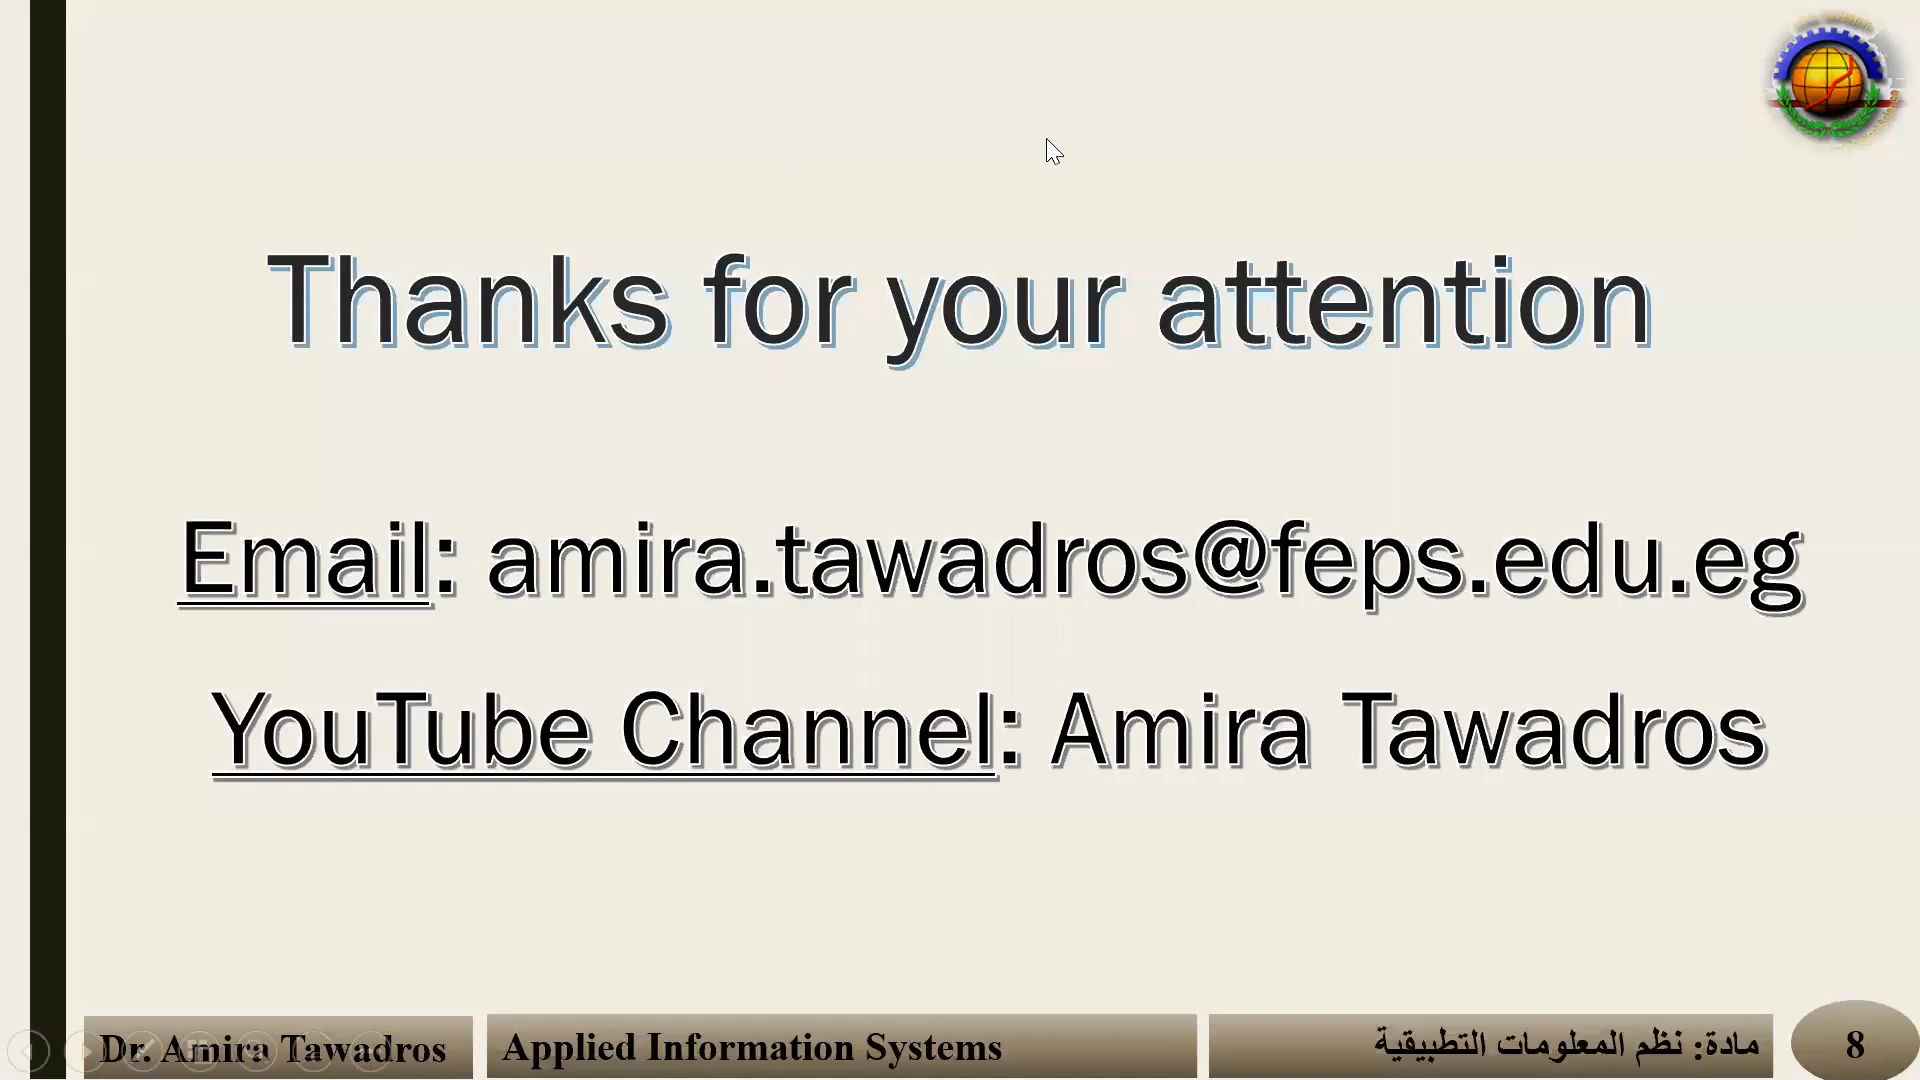 Thanks for your attention
Email: amira.tawadros@feps.edu.eg
YouTube Channel: Amira Tawadros
Dr. Amira Tawadros
Applied Information Systems
مادة: نظم المعلومات التطبيقية
8